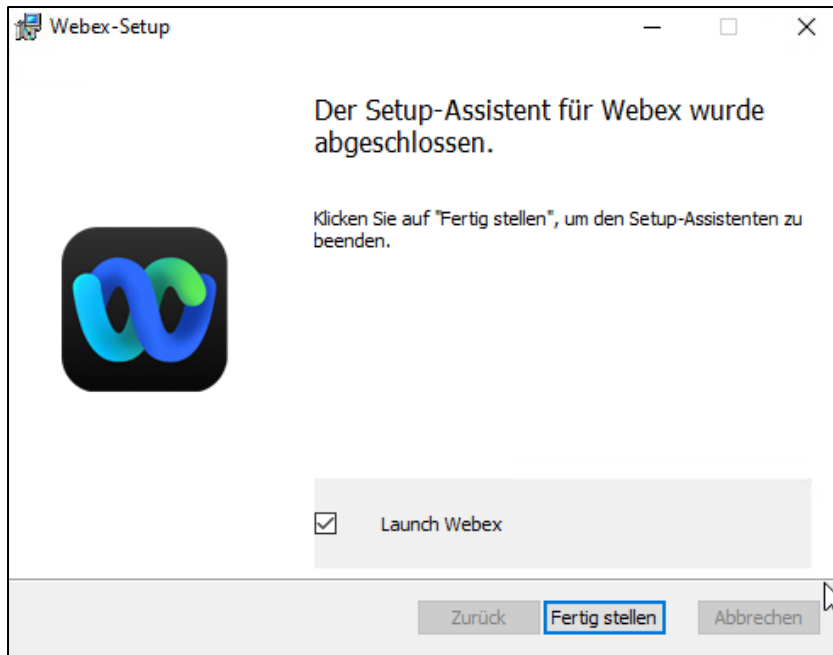 Webex-Setup
Der Setup-Assistent für Webex wurde
abgeschlossen.
Klicken Sie auf "Fertig stellen", um den Setup-Assistenten zu
beenden.
Launch Webex
Zurück
Fertig stellen
Abbrechen